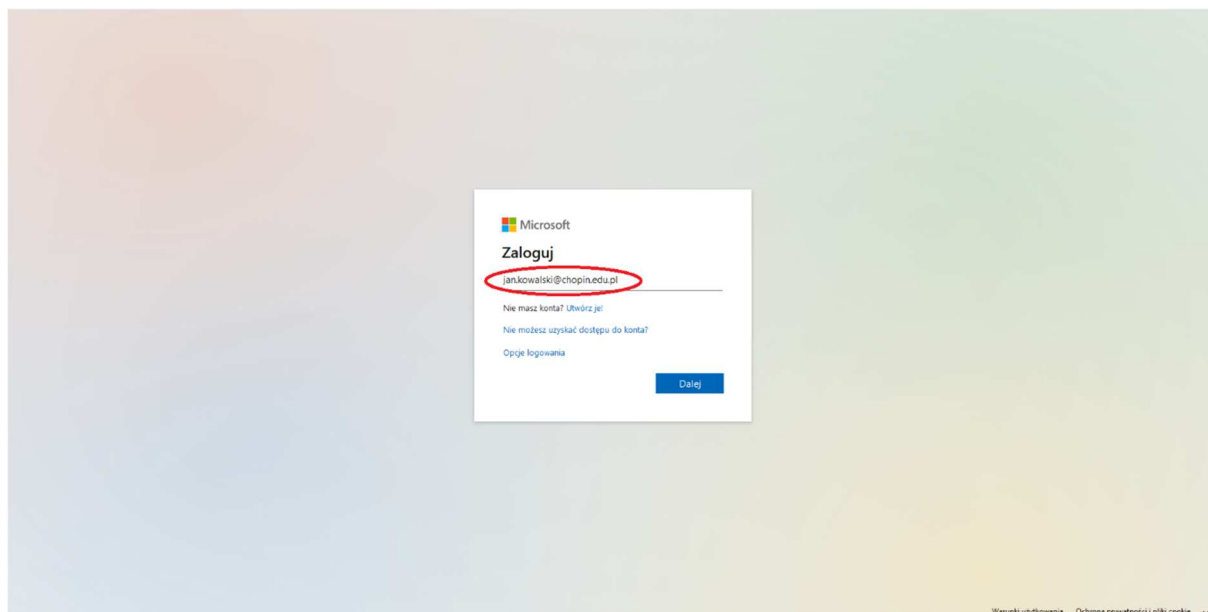 Microsoft
Zaloguj
jan.kowalski@chopin.edu.pl
Nie masz konta? Utwórz je!
Nie możesz uzyskać dostępu do konta?
Opcje logowania
Dalej
Warunki użytkowania Ochrona prywatności i pliki cookie